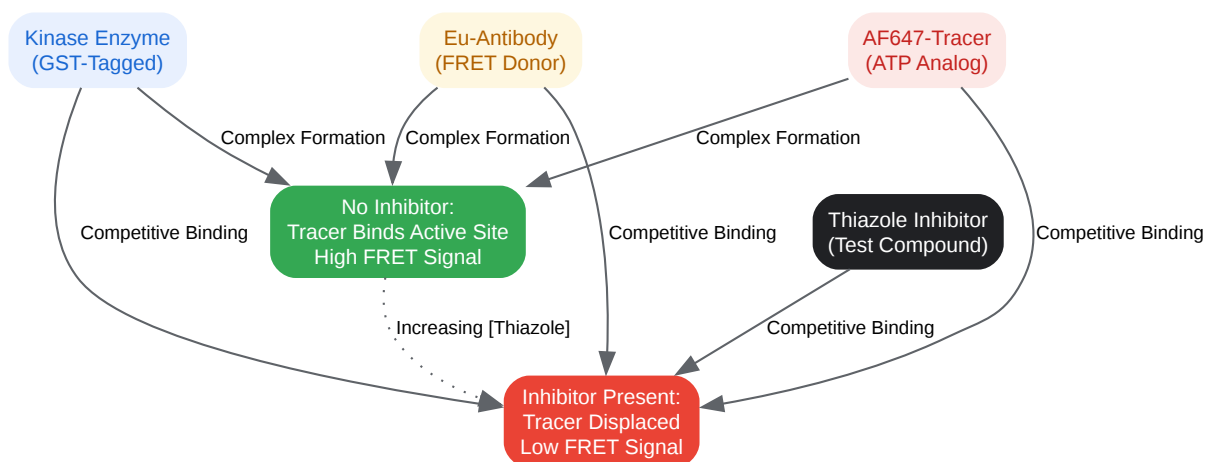 Kinase Enzyme
(GST-Tagged)
Eu-Antibody
(FRET Donor)
AF647-Tracer
(ATP Analog)
Complex Formation
Complex Formation
Complex Formation
No Inhibitor:
Tracer Binds Active Site
High FRET Signal
Thiazole Inhibitor
(Test Compound)
Competitive Binding
Competitive Binding
Competitive Binding
Increasing [Thiazole]
Competitive Binding
Inhibitor Present:
Tracer Displaced
Low FRET Signal